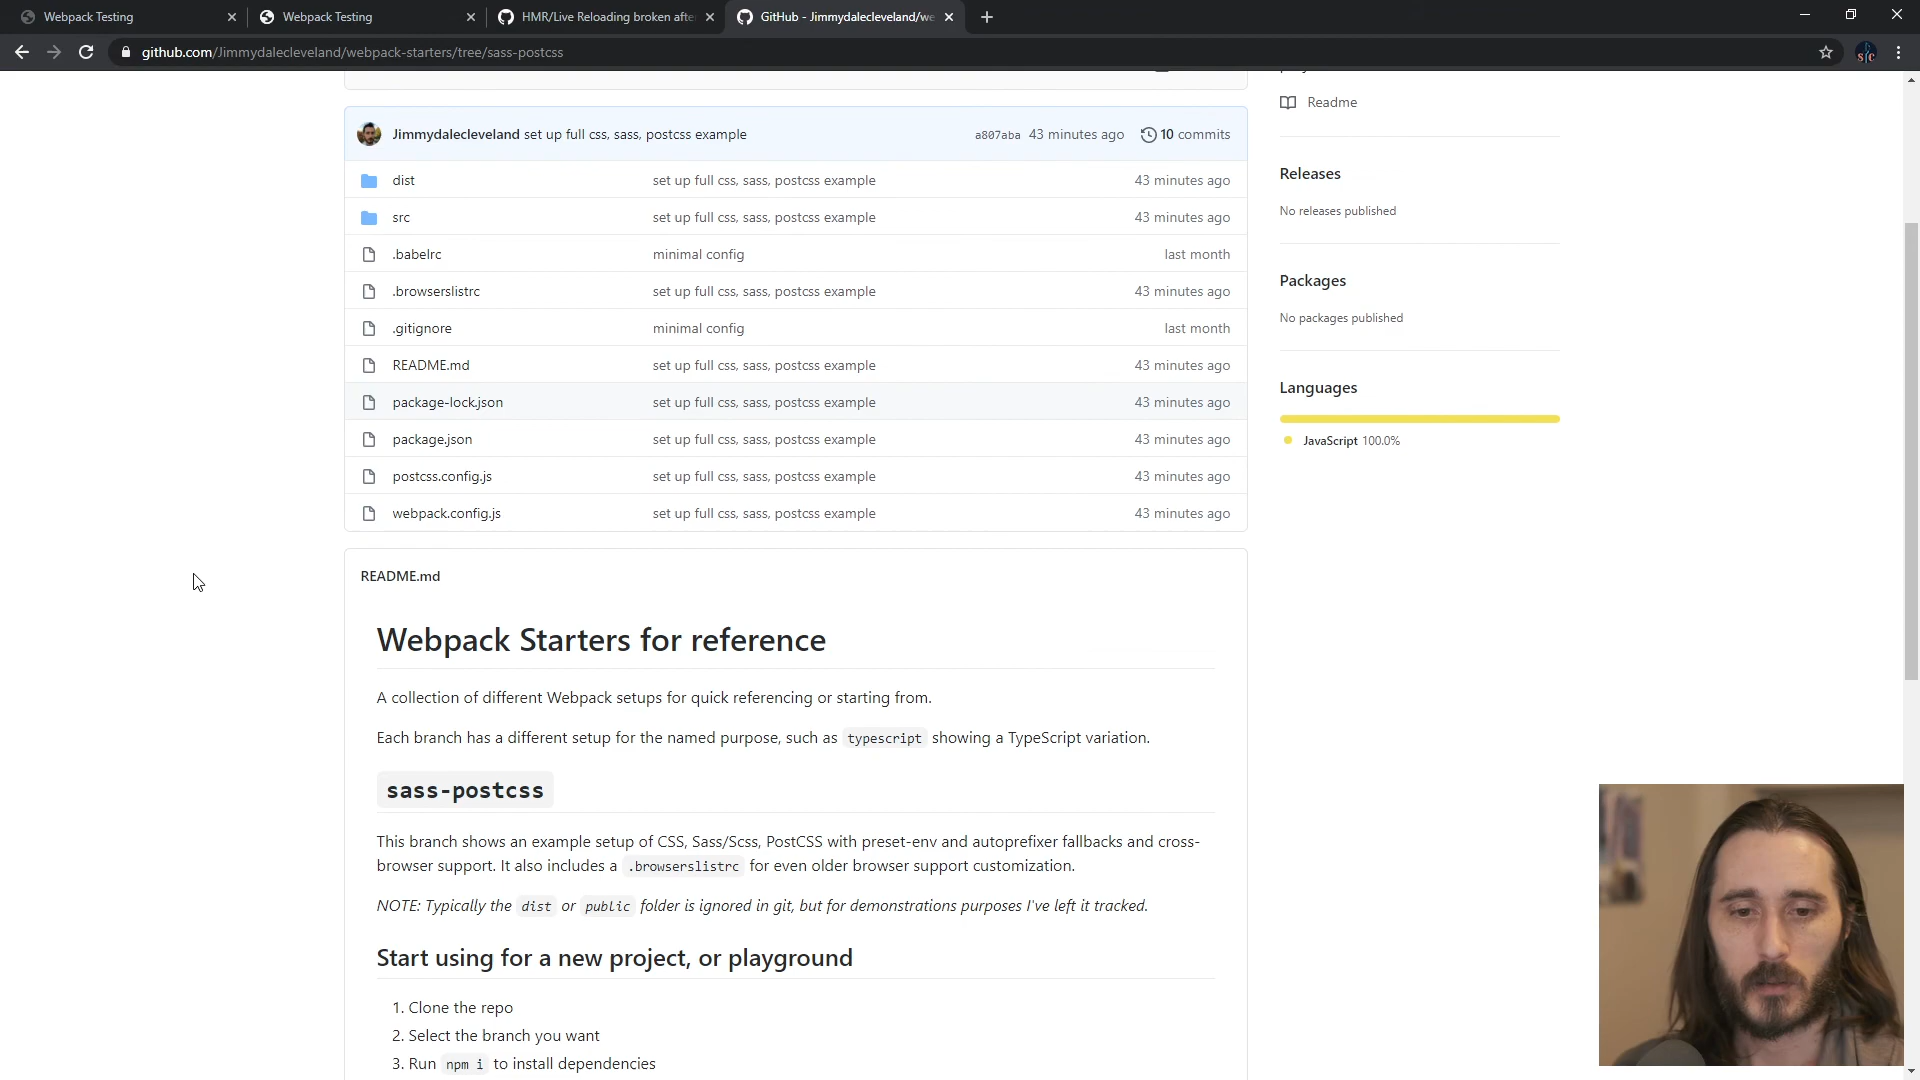 Webpack Testing
Webpack Testing
HMR/Live Reloading broken afte
GitHub - Jimmydalecleveland/we
github.com/Jimmydalecleveland/webpack-starters/tree/sass-postcss
Readme
Jimmydalecleveland set up full css, sass, postcss example a807aba 43 minutes ago 10 commits
dist set up full css, sass, postcss example 43 minutes ago
src set up full css, sass, postcss example 43 minutes ago
.babelrc minimal config last month
.browserslistrc set up full css, sass, postcss example 43 minutes ago
.gitignore minimal config last month
README.md set up full css, sass, postcss example 43 minutes ago
package-lock.json set up full css, sass, postcss example 43 minutes ago
package.json set up full css, sass, postcss example 43 minutes ago
postcss.config.js set up full css, sass, postcss example 43 minutes ago
webpack.config.js set up full css, sass, postcss example 43 minutes ago
Releases
No releases published
Packages
No packages published
Languages
JavaScript 100.0%
README.md
Webpack Starters for reference
A collection of different Webpack setups for quick referencing or starting from.
Each branch has a different setup for the named purpose, such as typescript showing a TypeScript variation.
sass-postcss
This branch shows an example setup of CSS, Sass/Scss, PostCSS with preset-env and autoprefixer fallbacks and cross-
browser support. It also includes a .browserslistrc for even older browser support customization.
NOTE: Typically the dist or public folder is ignored in git, but for demonstrations purposes I've left it tracked.
Start using for a new project, or playground
1. Clone the repo
2. Select the branch you want
3. Run npm i to install dependencies